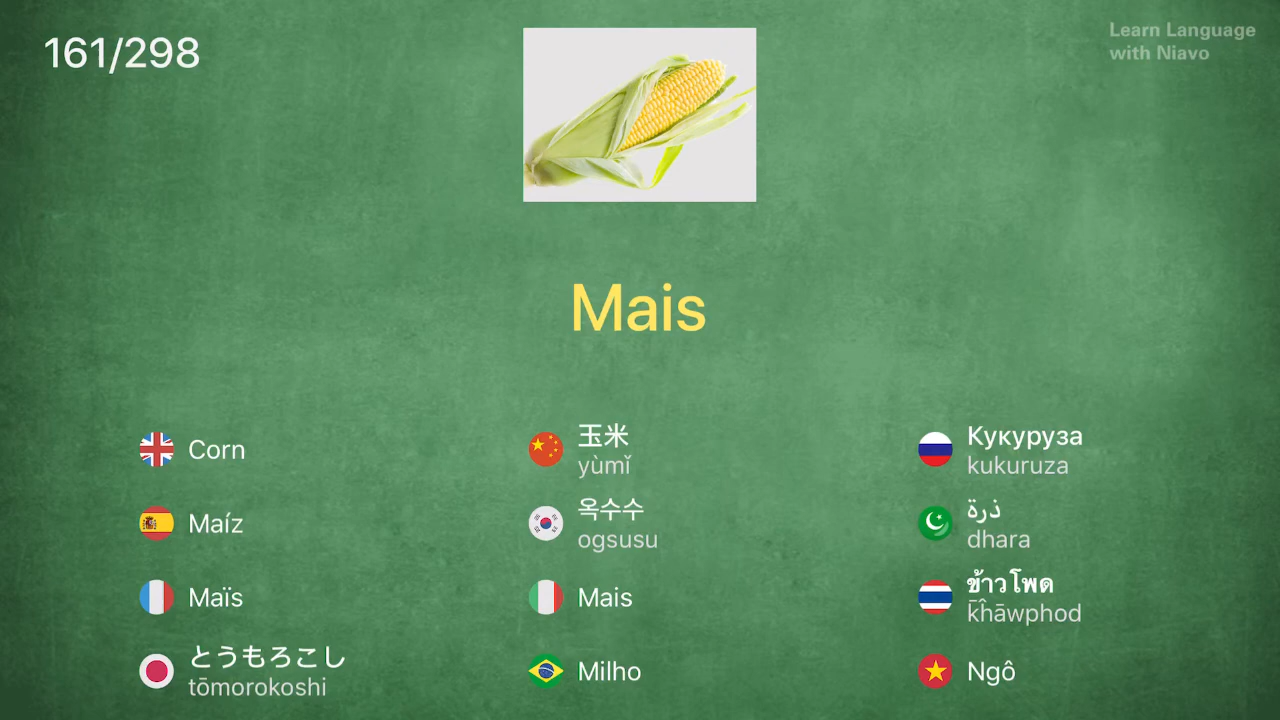 161/298
Learn Language
with Niavo
Mais
Corn
玉米
yùmǐ
Кукуруза
kukuruza
Maíz
옥수수
ogsusu
ذرة
dhara
Maïs
Mais
ข้าวโพด
k̄ĥāwphod
とうもろこし
tōmorokoshi
Milho
Ngô